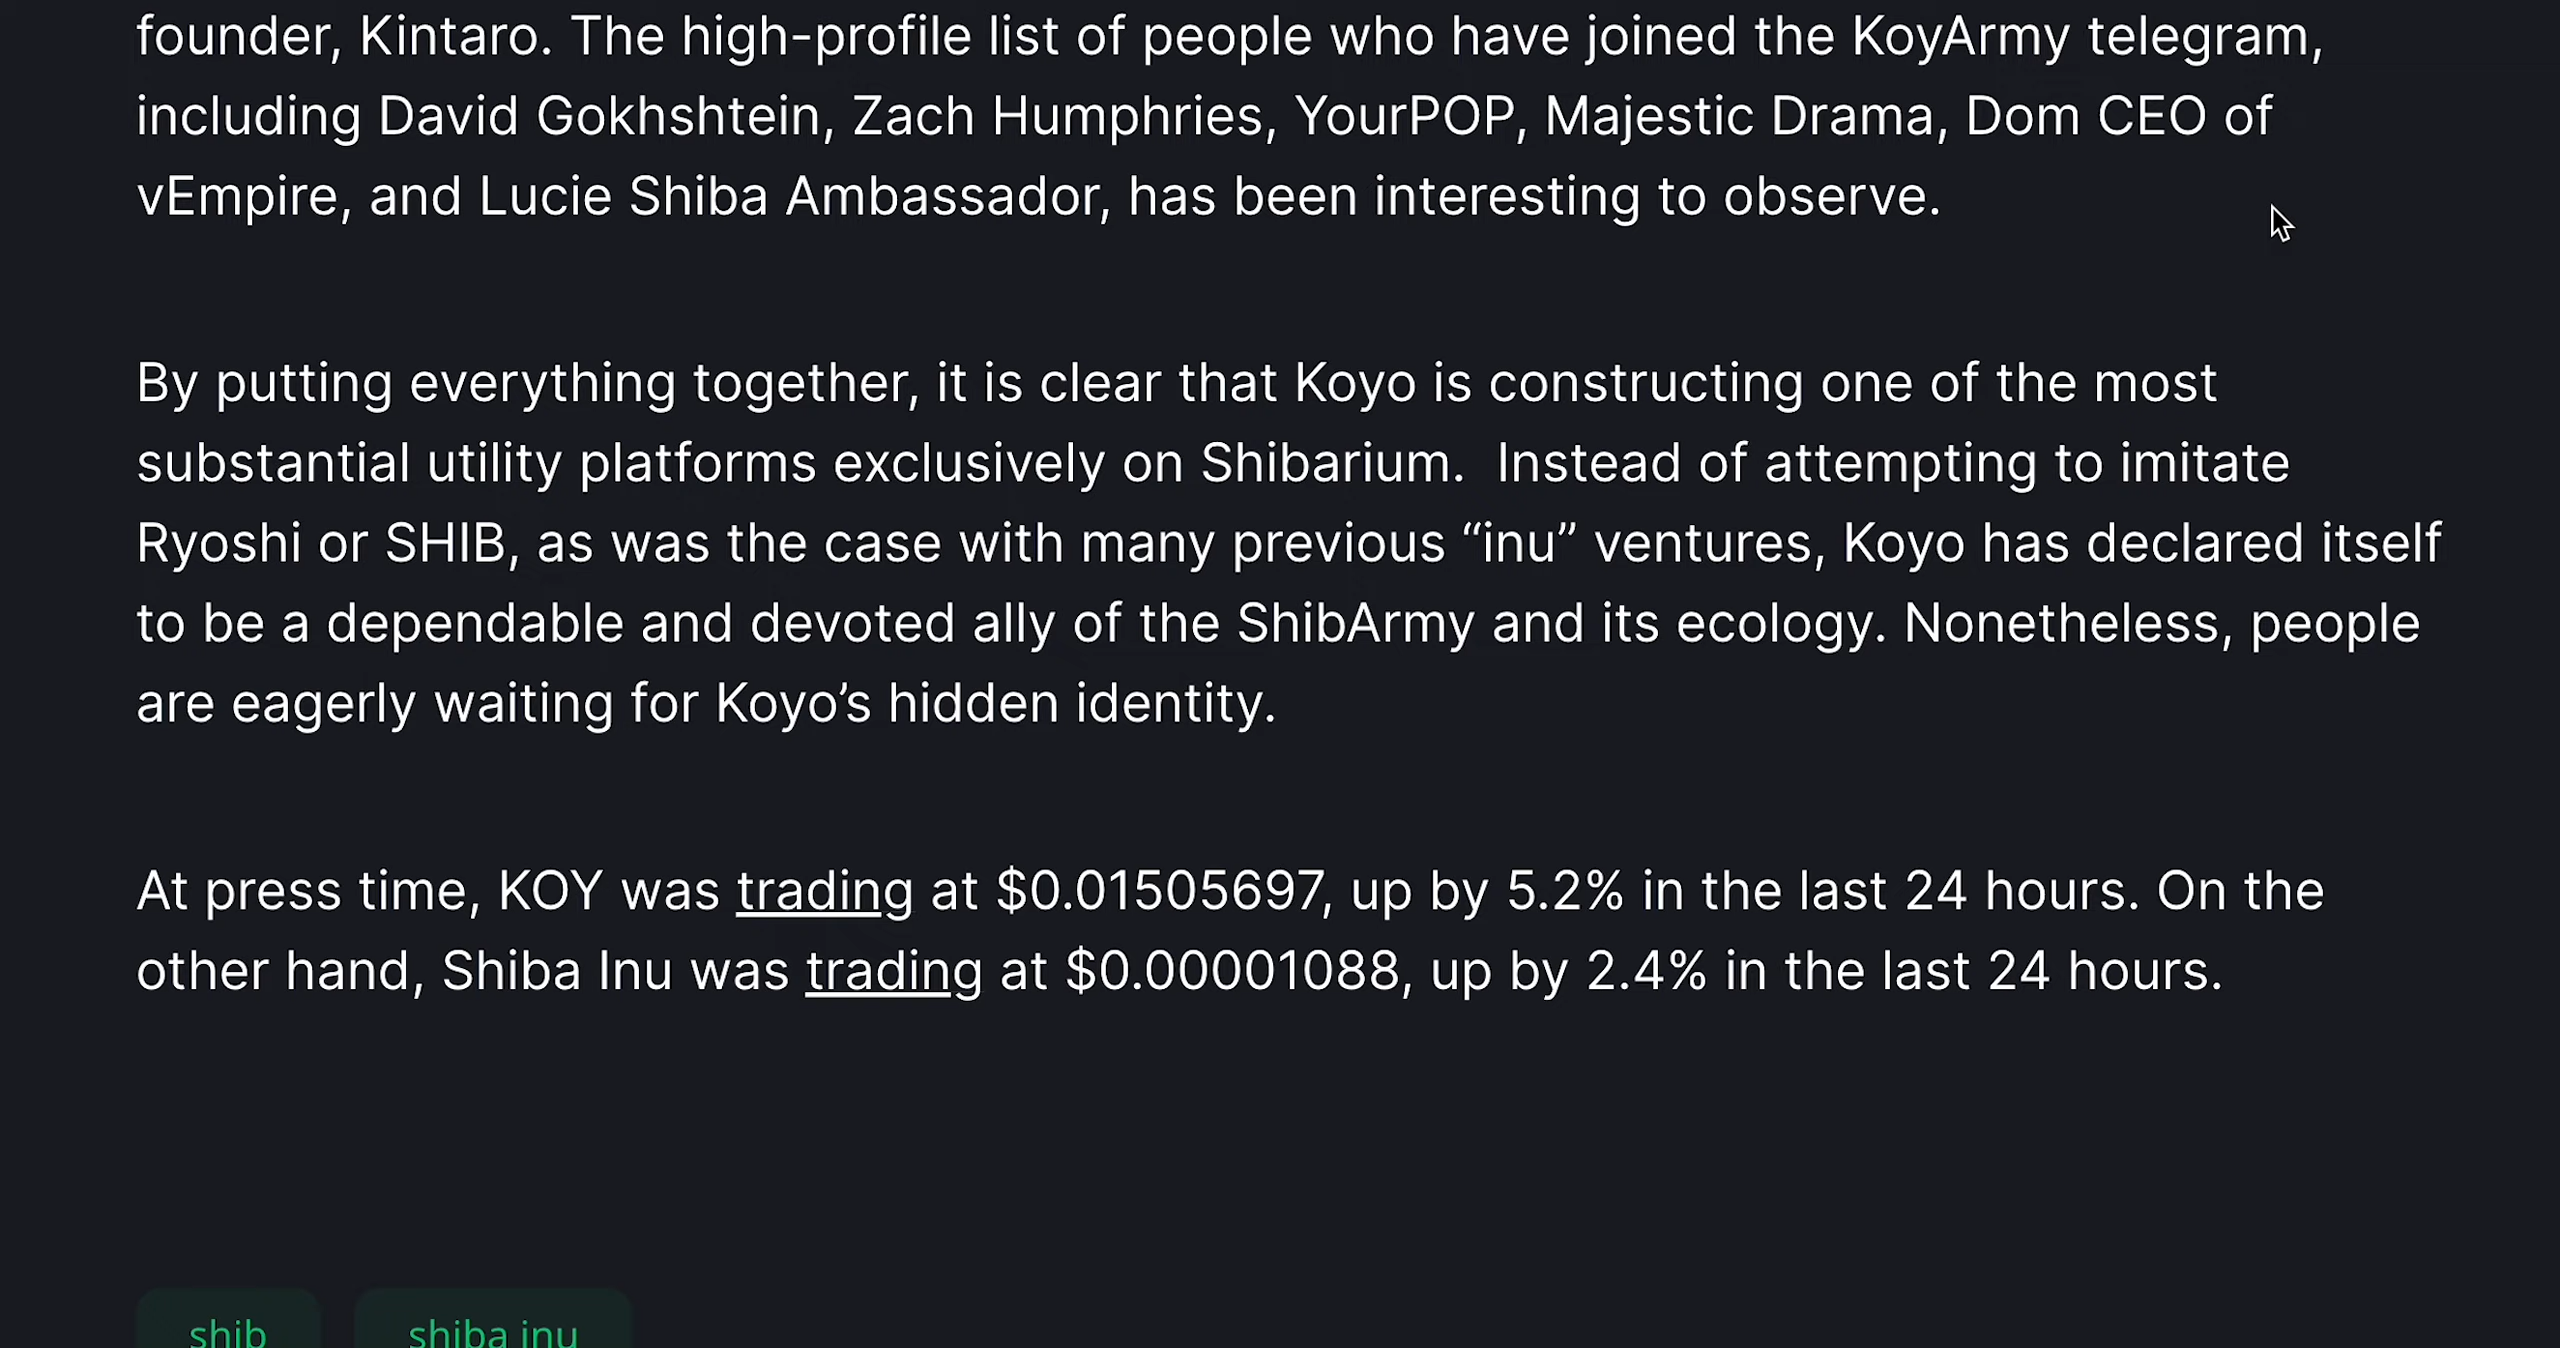 founder, Kintaro. The high-profile list of people who have joined the KoyArmy telegram,
including David Gokhshtein, Zach Humphries, YourPOP, Majestic Drama, Dom CEO of
vEmpire, and Lucie Shiba Ambassador, has been interesting to observe.
By putting everything together, it is clear that Koyo is constructing one of the most
substantial utility platforms exclusively on Shibarium.  Instead of attempting to imitate
Ryoshi or SHIB, as was the case with many previous “inu” ventures, Koyo has declared itself
to be a dependable and devoted ally of the ShibArmy and its ecology. Nonetheless, people
are eagerly waiting for Koyo’s hidden identity.
At press time, KOY was trading at $0.01505697, up by 5.2% in the last 24 hours. On the
other hand, Shiba Inu was trading at $0.00001088, up by 2.4% in the last 24 hours.
shib shiba inu